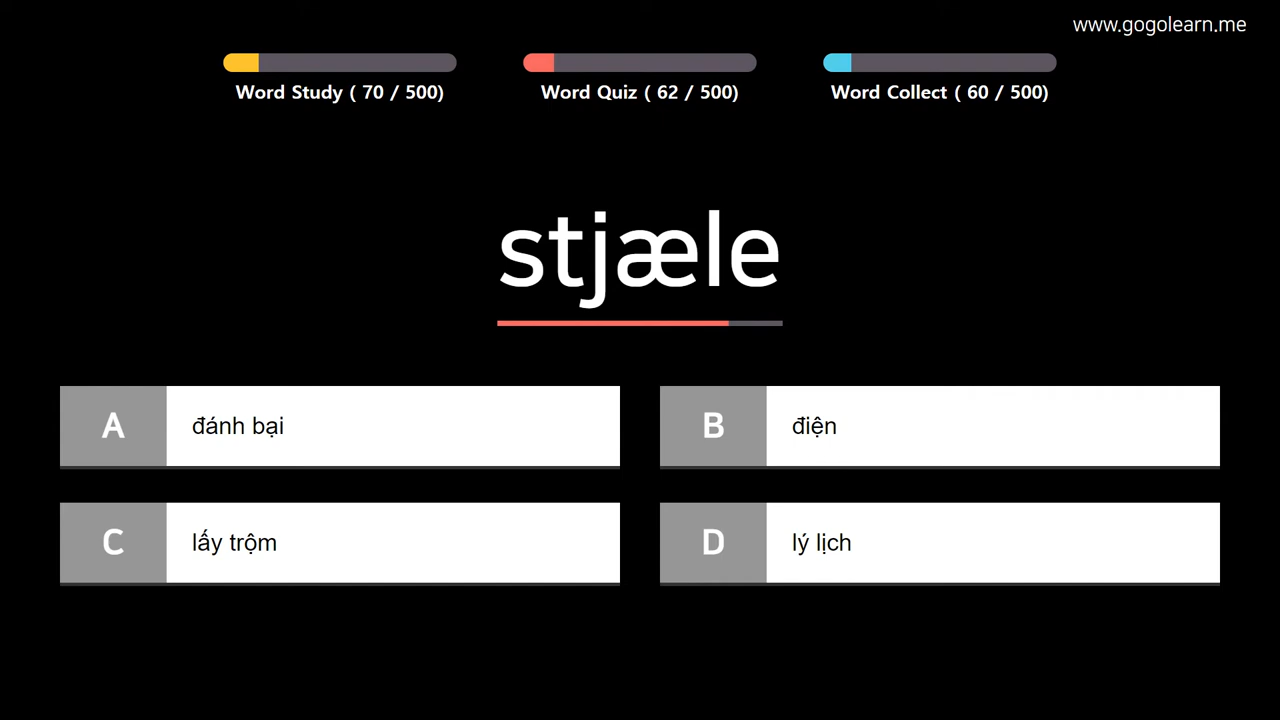 www.gogolearn.me
Word Study ( 70 / 500)
Word Quiz ( 62 / 500)
Word Collect ( 60 / 500)
stjæle
A đánh bại
B điện
C lấy trộm
D lý lịch